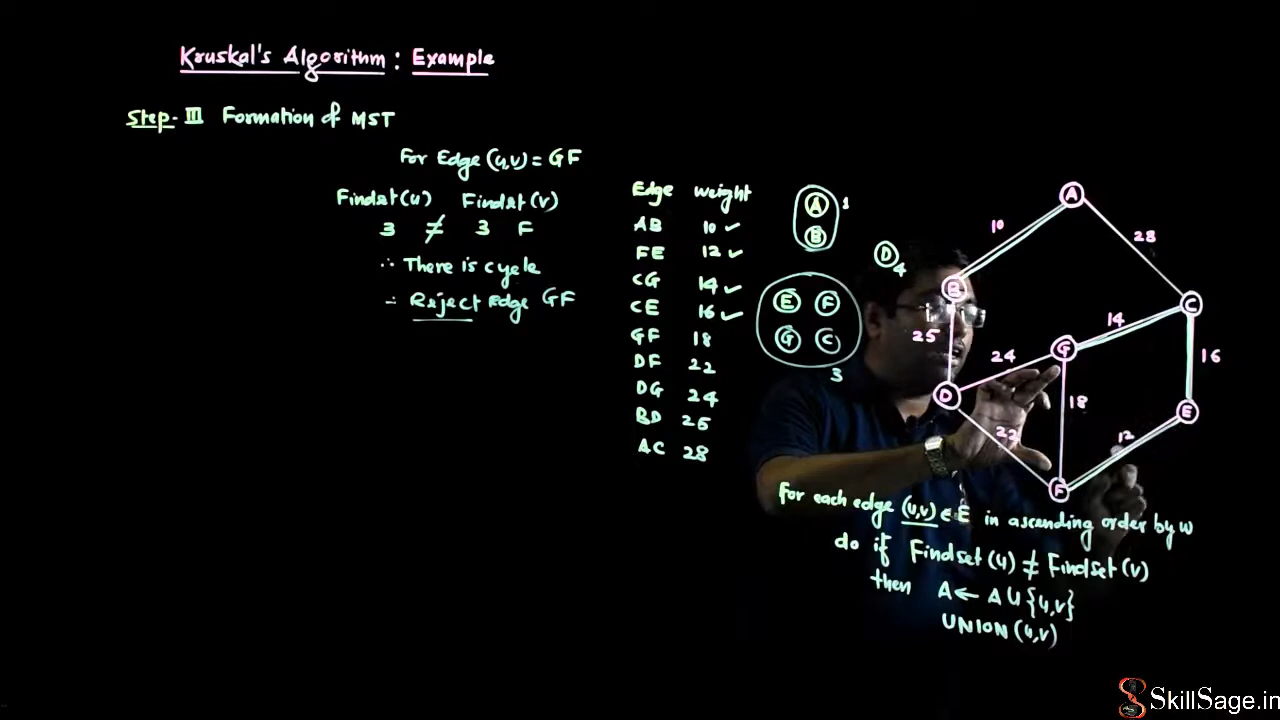 Kruskal's Algorithm : Example
Step-III Formation of MST
For Edge (u,v) = GF
Findset(u) Findset(v)
3 ≠ 3 F
∴ There is cycle
∴ Reject Edge GF
Edge weight
AB 10 ✓
FE 12 ✓
CG 14 ✓
CE 16 ✓
GF 18
DF 22
DG 24
BD 25
AC 28
A 1
B
D 4
E F
G C
3
A
10
28
B
C
14
25
G
16
24
D
18
E
22
12
F
For each edge (u,v) ∈ E in ascending order by w
do if Findset(u) ≠ Findset(v)
then A ← A U {u,v}
UNION (u,v)
SkillSage.in